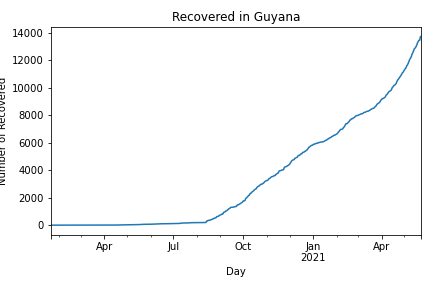 Recovered in Guyana
14000
12000
10000
8000
6000
4000
2000
0
Number of Recovered
Apr
Jul
Oct
Jan
2021
Apr
Day